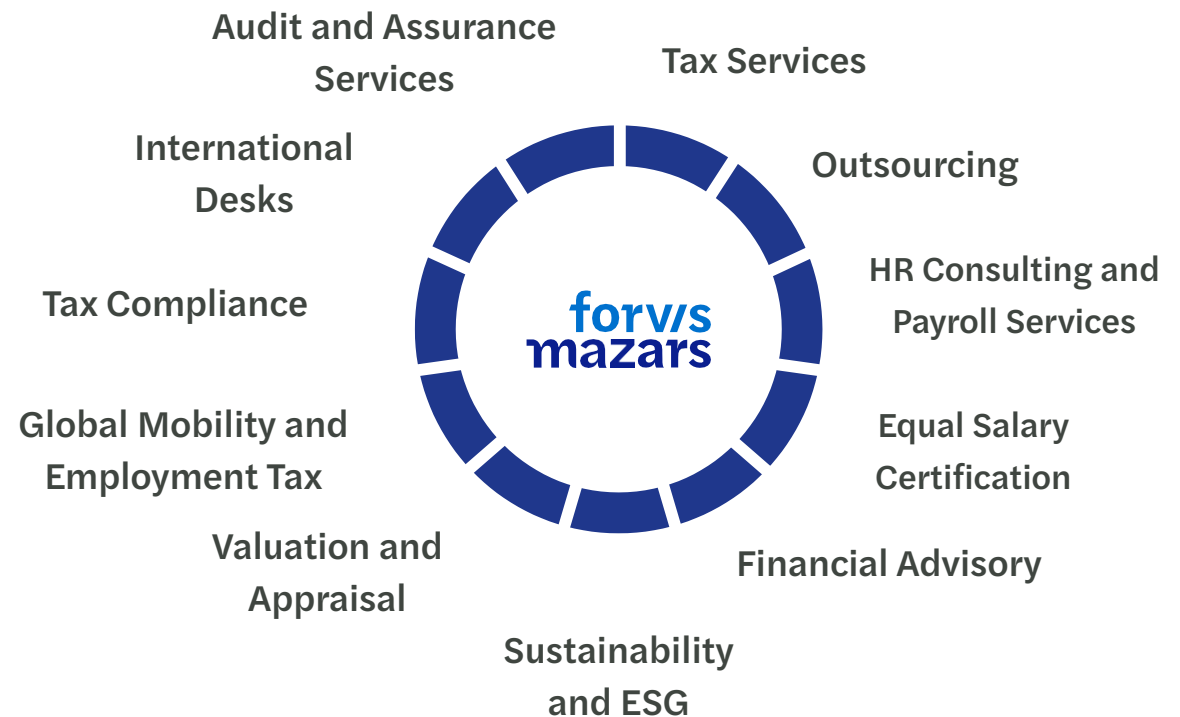 Audit and Assurance
Services
Tax Services
International
Desks
Outsourcing
HR Consulting and
Payroll Services
Tax Compliance
forvis
mazars
Global Mobility and
Employment Tax
Equal Salary
Certification
Valuation and
Appraisal
Financial Advisory
Sustainability
and ESG